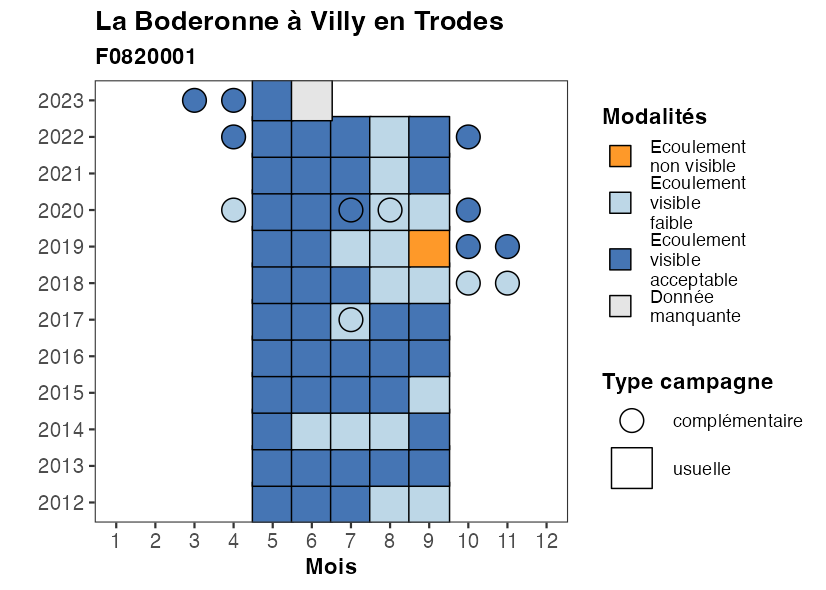 La Boderonne à Villy en Trodes
F0820001
2023
2022
2021
2020
2019
2018
2017
2016
2015
2014
2013
2012
1 2 3 4 5 6 7 8 9 10 11 12
Mois
Modalités
Ecoulement
non visible
Ecoulement
visible
faible
Ecoulement
visible
acceptable
Donnée
manquante
Type campagne
complémentaire
usuelle